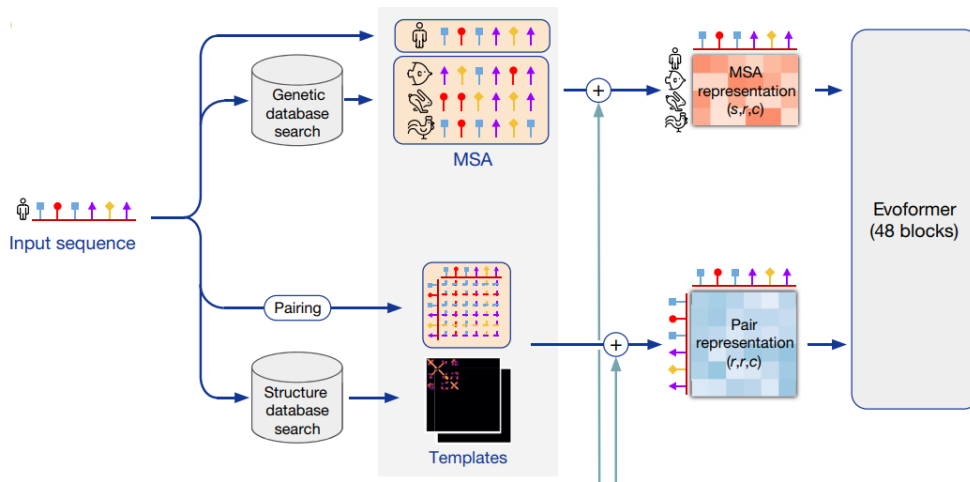 Genetic
database
search
MSA
MSA
representation
(s,r,c)
Input sequence
Pairing
Structure
database
search
Templates
Pair
representation
(r,r,c)
Evoformer
(48 blocks)
+
+